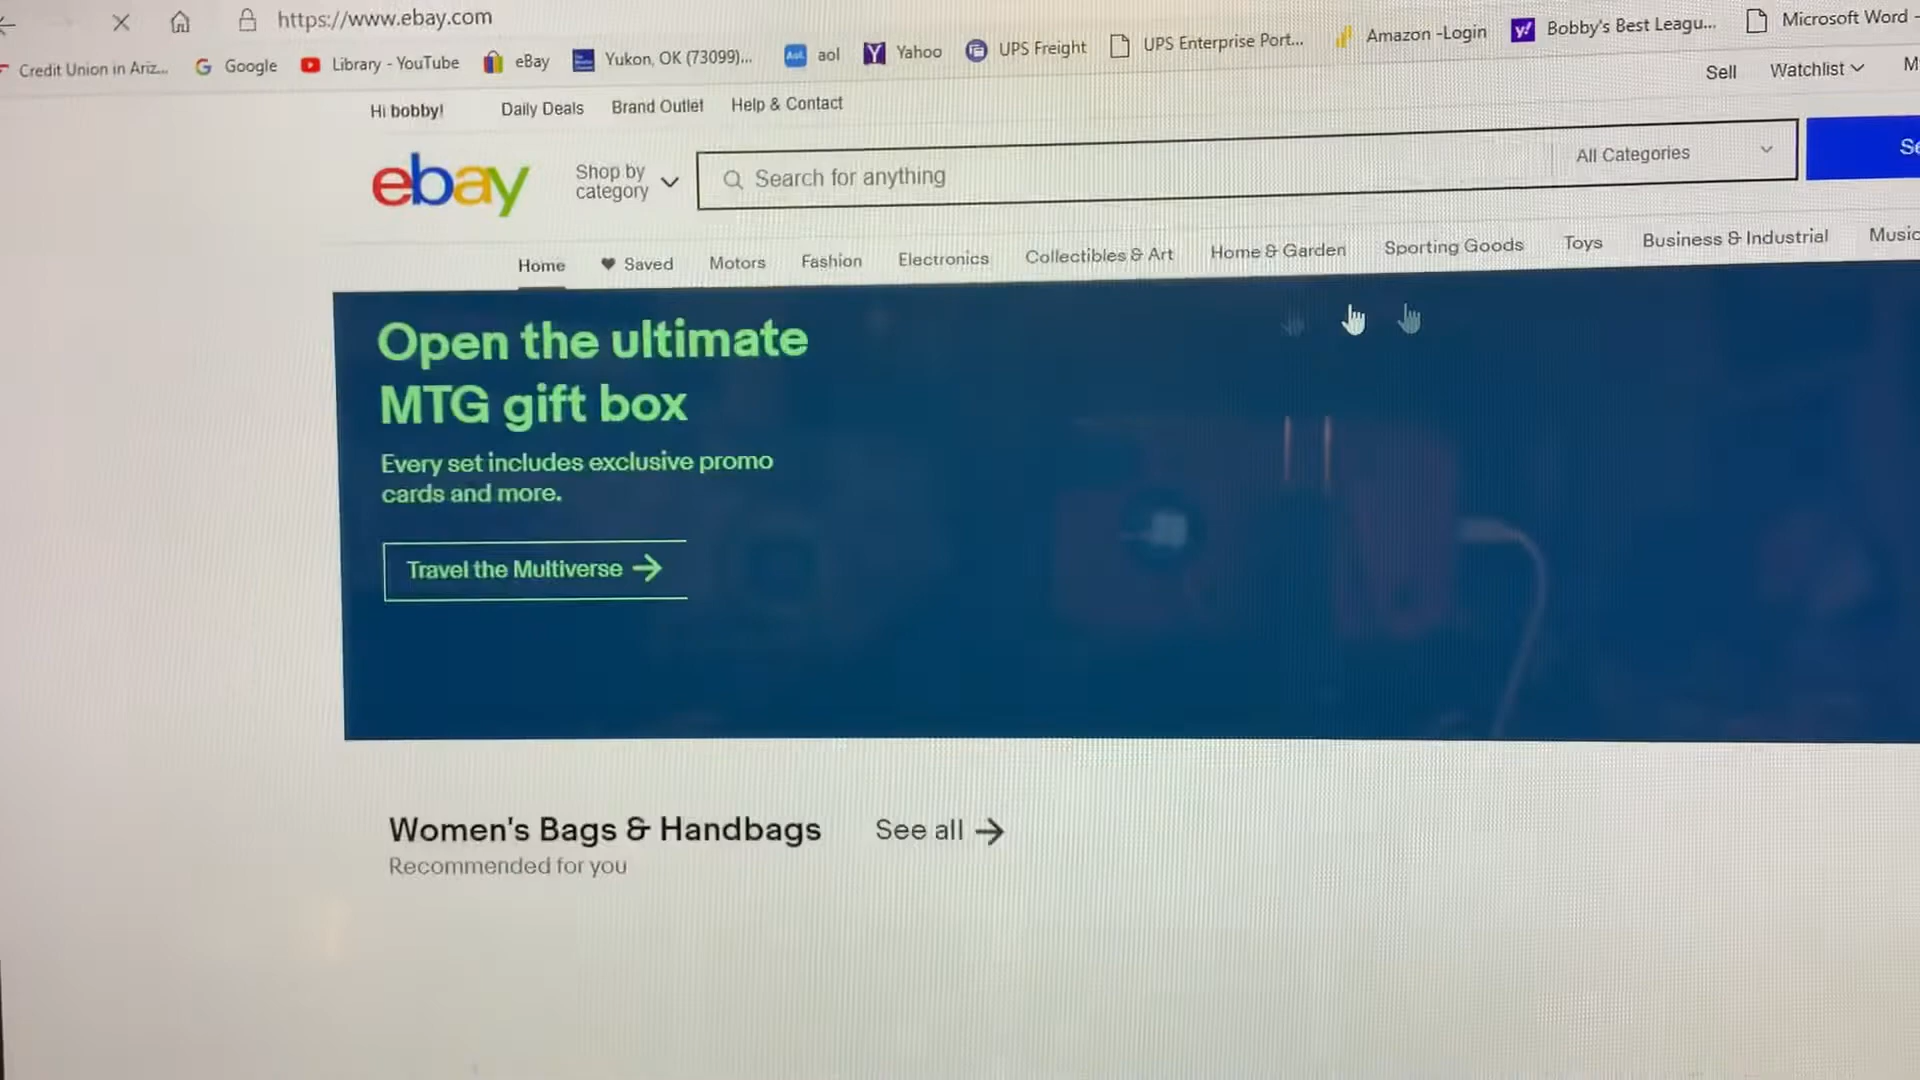 https://www.ebay.com
Amazon -Login
Bobby's Best Leagu...
Microsoft Word -
Credit Union in Ariz...
Google
Library - YouTube
eBay
Yukon, OK (73099)...
aol
Yahoo
UPS Freight
UPS Enterprise Port...
Hi bobby!
Daily Deals
Brand Outlet
Help & Contact
Sell
Watchlist
ebay
Shop by
category
Search for anything
All Categories
Home
Saved
Motors
Fashion
Electronics
Collectibles & Art
Home & Garden
Sporting Goods
Toys
Business & Industrial
Music
Open the ultimate
MTG gift box
Every set includes exclusive promo
cards and more.
Travel the Multiverse
Women's Bags & Handbags
See all
Recommended for you